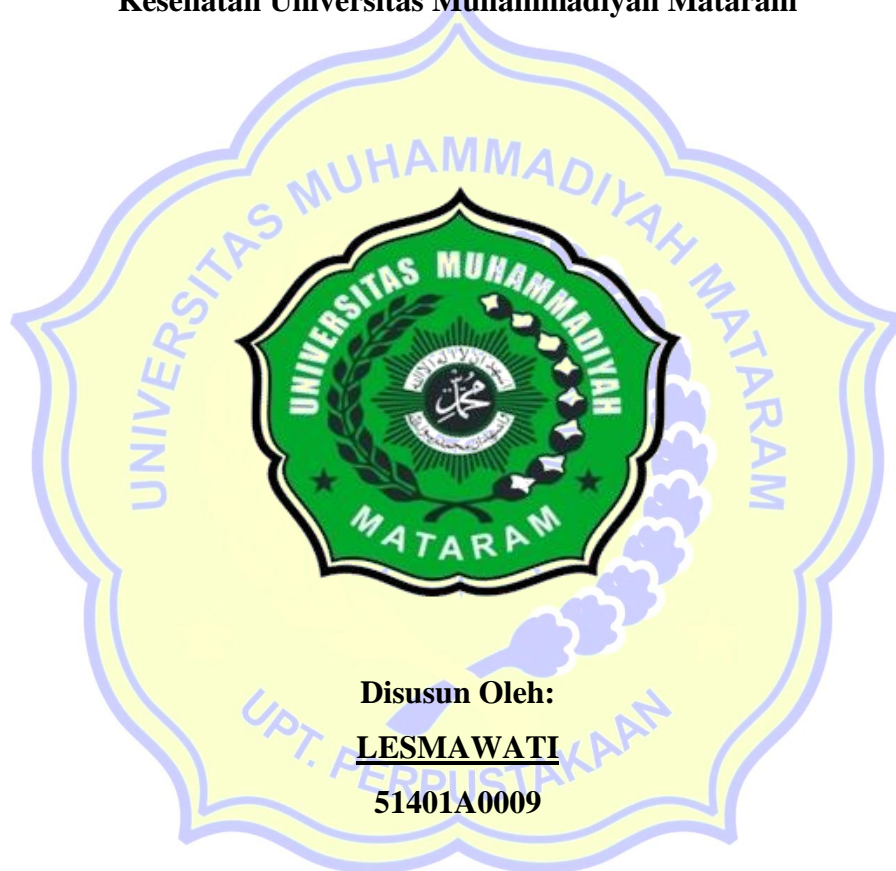 Kesehatan Universitas Muhammadiyah Mataram
UNIVERSITAS MUHAMMADIYAH MATARAM
UNIVERSITAS MUHAMMADIYAH
MATARAM
Disusun Oleh:
LESMAWATI
51401A0009
UPT. PERPUSTAKAAN